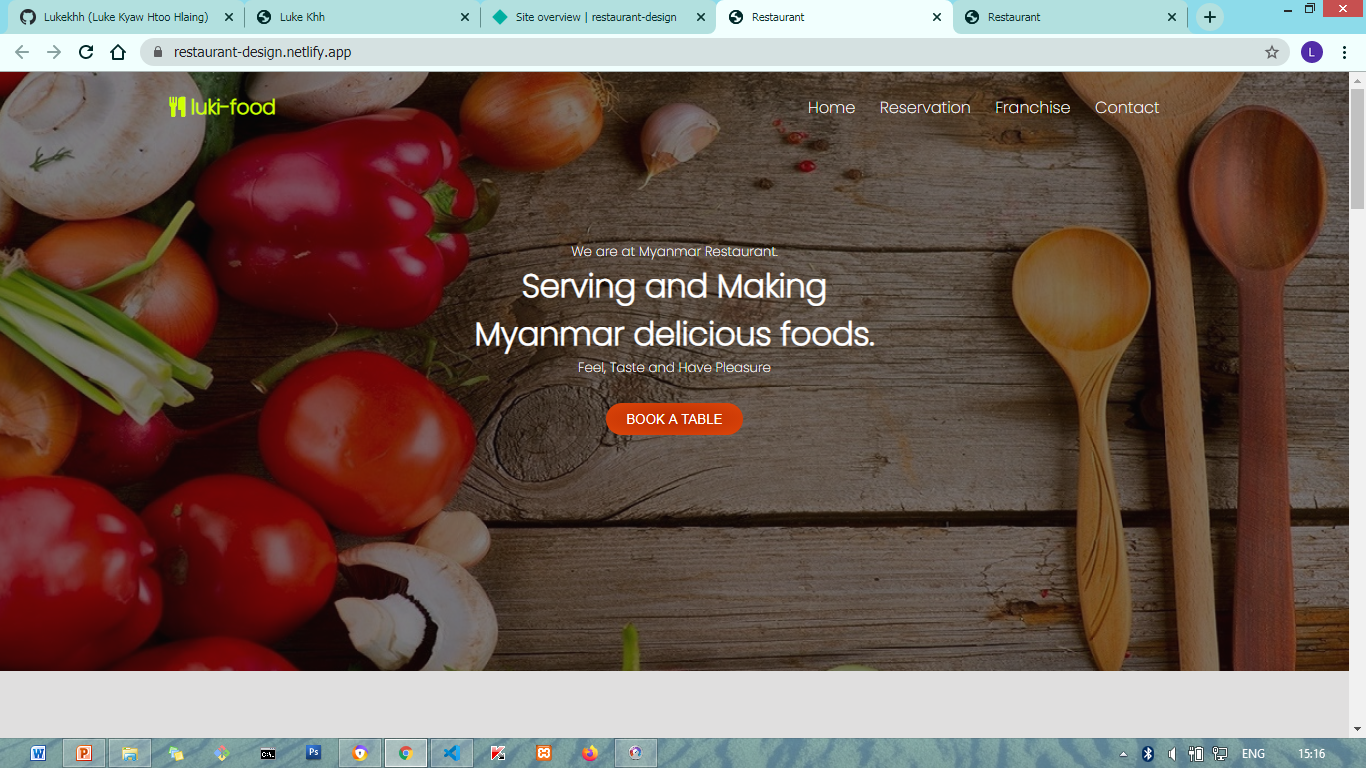 Lukekhh (Luke Kyaw Htoo Hlaing)
Luke Khh
Site overview | restaurant-design
Restaurant
Restaurant
restaurant-design.netlify.app
L
luki-food
Home
Reservation
Franchise
Contact
We are at Myanmar Restaurant.
Serving and Making
Myanmar delicious foods.
Feel, Taste and Have Pleasure
BOOK A TABLE
ENG
15:16